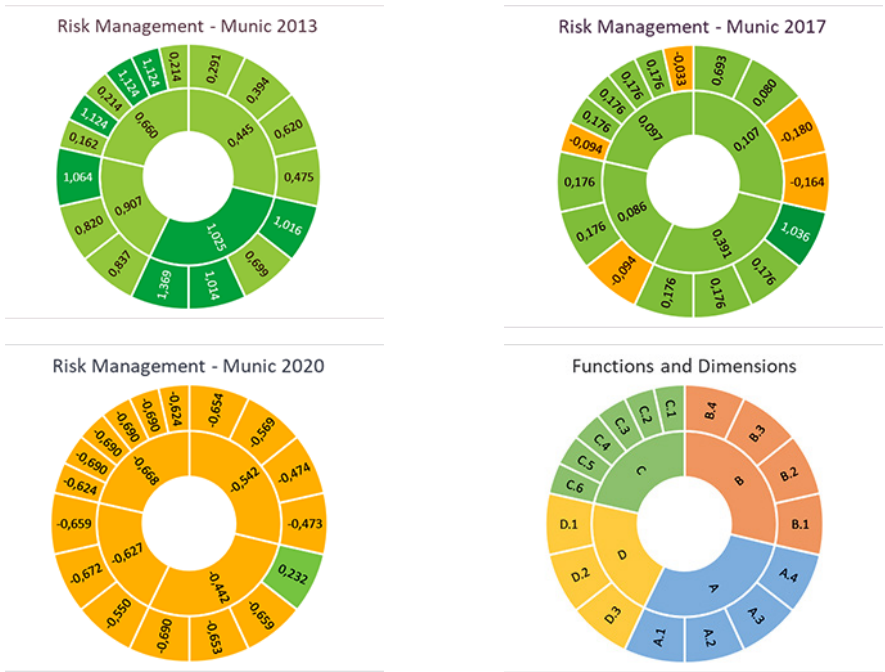 Risk Management - Munic 2013
0,291
0,394
0,620
0,475
1,016
0,699
1,014
1,369
0,837
0,820
1,064
0,162
1,124
0,214
1,124
1,124
0,214
0,445
1,025
0,907
0,660
Risk Management - Munic 2017
0,693
0,080
-0,180
-0,164
1,036
0,176
0,176
0,176
-0,094
0,176
0,176
-0,094
0,176
0,176
0,176
0,176
-0,033
0,107
0,391
0,086
0,097
Risk Management - Munic 2020
-0,654
-0,569
-0,474
-0,473
0,232
-0,659
-0,653
-0,690
-0,550
-0,672
-0,659
-0,624
-0,690
-0,690
-0,690
-0,690
-0,624
-0,542
-0,442
-0,627
-0,668
Functions and Dimensions
B.4
B.3
B.2
B.1
A.4
A.3
A.2
A.1
D.3
D.2
D.1
C.6
C.5
C.4
C.3
C.2
C.1
B
A
D
C